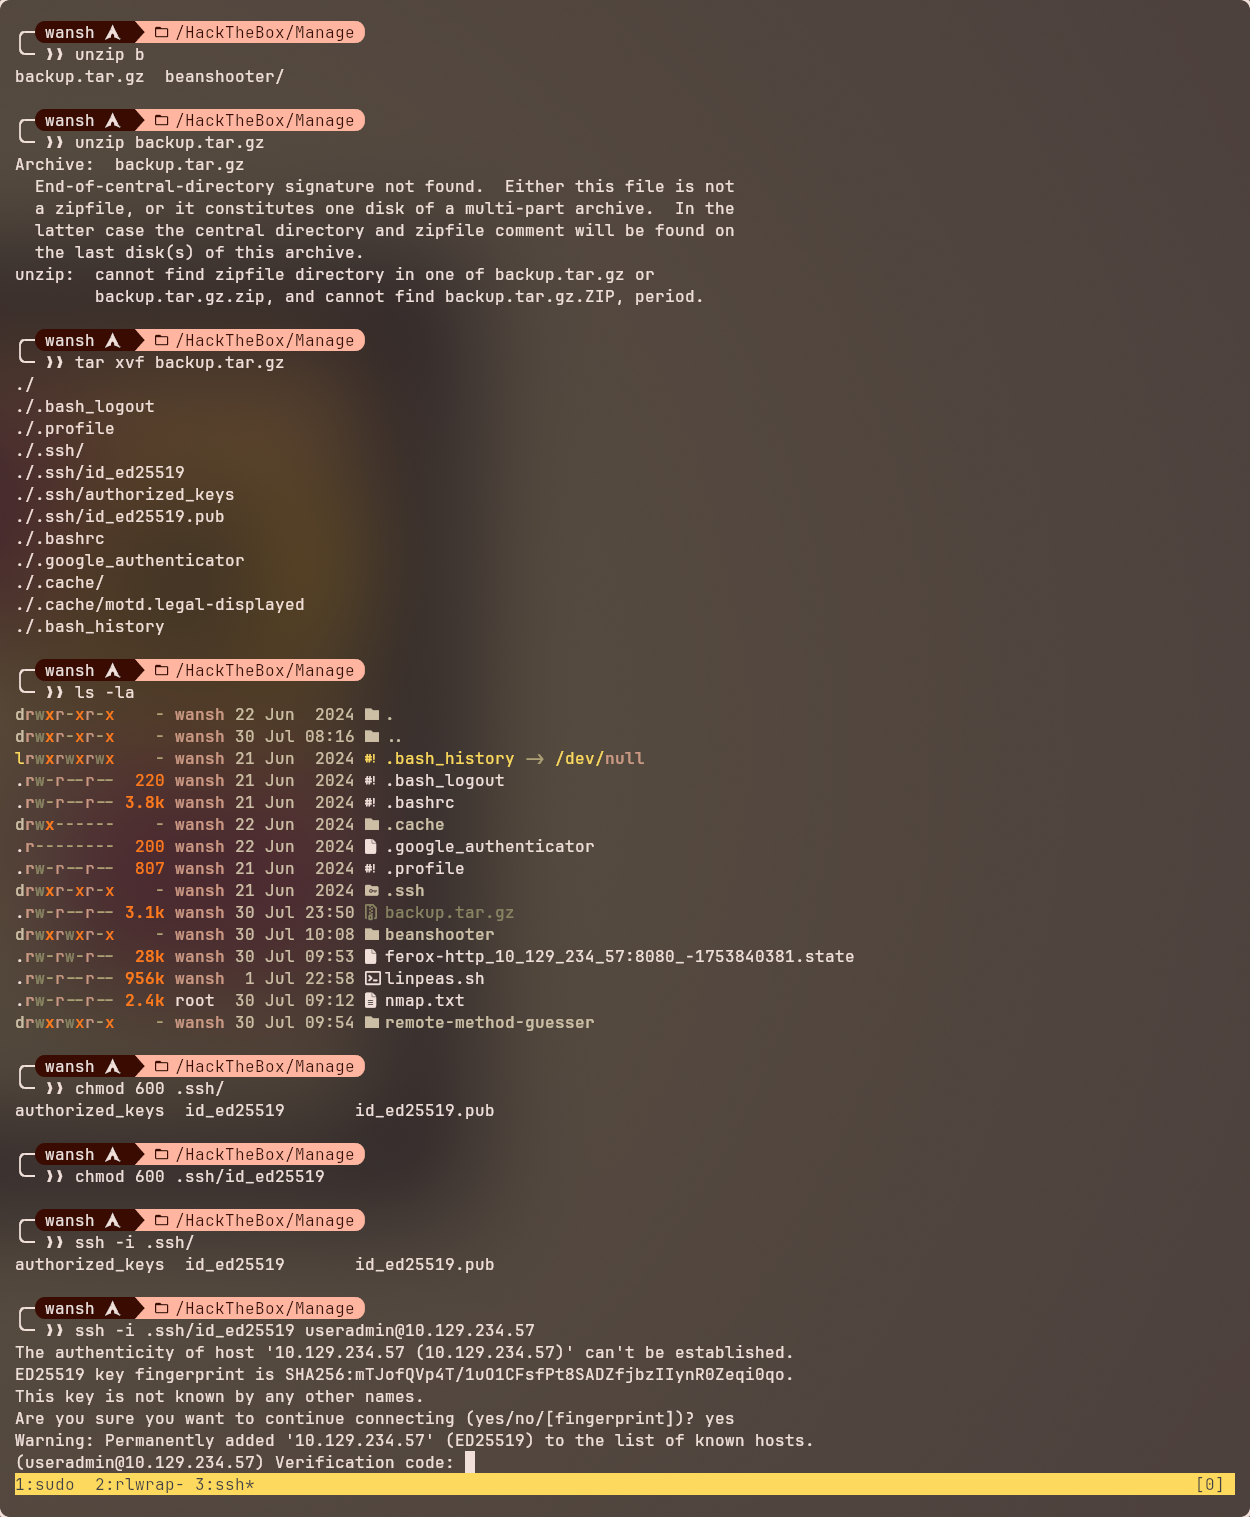 wansh /HackTheBox/Manage
❫❫ unzip b
backup.tar.gz  beanshooter/
wansh /HackTheBox/Manage
❫❫ unzip backup.tar.gz
Archive:  backup.tar.gz
  End-of-central-directory signature not found.  Either this file is not
  a zipfile, or it constitutes one disk of a multi-part archive.  In the
  latter case the central directory and zipfile comment will be found on
  the last disk(s) of this archive.
unzip:  cannot find zipfile directory in one of backup.tar.gz or
        backup.tar.gz.zip, and cannot find backup.tar.gz.ZIP, period.
wansh /HackTheBox/Manage
❫❫ tar xvf backup.tar.gz
./
./.bash_logout
./.profile
./.ssh/
./.ssh/id_ed25519
./.ssh/authorized_keys
./.ssh/id_ed25519.pub
./.bashrc
./.google_authenticator
./.cache/
./.cache/motd.legal-displayed
./.bash_history
wansh /HackTheBox/Manage
❫❫ ls -la
drwxr-xr-x    - wansh 22 Jun  2024 .
drwxr-xr-x    - wansh 30 Jul 08:16 ..
lrwxrwxrwx    - wansh 21 Jun  2024 #! .bash_history -> /dev/null
.rw-r--r--  220 wansh 21 Jun  2024 #! .bash_logout
.rw-r--r-- 3.8k wansh 21 Jun  2024 #! .bashrc
drwx------    - wansh 22 Jun  2024 .cache
.r--------  200 wansh 22 Jun  2024 .google_authenticator
.rw-r--r--  807 wansh 21 Jun  2024 #! .profile
drwxr-xr-x    - wansh 21 Jun  2024 .ssh
.rw-r--r-- 3.1k wansh 30 Jul 23:50 backup.tar.gz
drwxrwxr-x    - wansh 30 Jul 10:08 beanshooter
.rw-rw-r--  28k wansh 30 Jul 09:53 ferox-http_10_129_234_57:8080_-1753840381.state
.rw-r--r-- 956k wansh  1 Jul 22:58 linpeas.sh
.rw-r--r-- 2.4k root  30 Jul 09:12 nmap.txt
drwxrwxr-x    - wansh 30 Jul 09:54 remote-method-guesser
wansh /HackTheBox/Manage
❫❫ chmod 600 .ssh/
authorized_keys  id_ed25519       id_ed25519.pub
wansh /HackTheBox/Manage
❫❫ chmod 600 .ssh/id_ed25519
wansh /HackTheBox/Manage
❫❫ ssh -i .ssh/
authorized_keys  id_ed25519       id_ed25519.pub
wansh /HackTheBox/Manage
❫❫ ssh -i .ssh/id_ed25519 useradmin@10.129.234.57
The authenticity of host '10.129.234.57 (10.129.234.57)' can't be established.
ED25519 key fingerprint is SHA256:mTJofQVp4T/1uO1CFsfPt8SADZfjbzIIynR0Zeqi0qo.
This key is not known by any other names.
Are you sure you want to continue connecting (yes/no/[fingerprint])? yes
Warning: Permanently added '10.129.234.57' (ED25519) to the list of known hosts.
(useradmin@10.129.234.57) Verification code:
1:sudo  2:rlwrap- 3:ssh* [0]